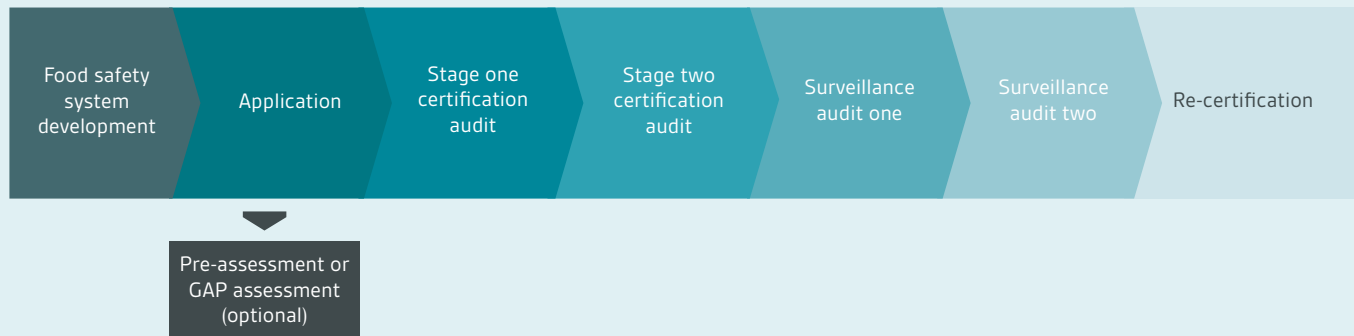 Food safety
system
development
Application
Stage one
certification
audit
Stage two
certification
audit
Surveillance
audit one
Surveillance
audit two
Re-certification
Pre-assessment or
GAP assessment
(optional)